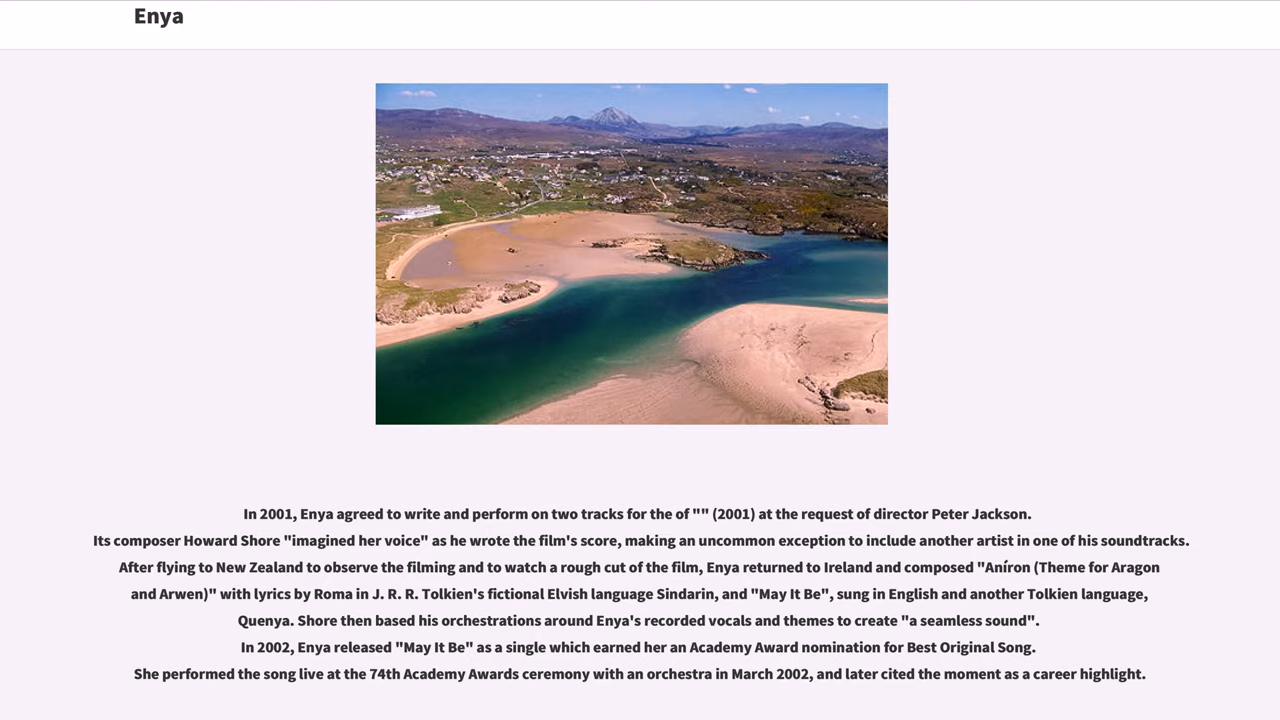 Enya
In 2001, Enya agreed to write and perform on two tracks for the of "" (2001) at the request of director Peter Jackson.
Its composer Howard Shore "imagined her voice" as he wrote the film's score, making an uncommon exception to include another artist in one of his soundtracks.
After flying to New Zealand to observe the filming and to watch a rough cut of the film, Enya returned to Ireland and composed "Aníron (Theme for Aragon
and Arwen)" with lyrics by Roma in J. R. R. Tolkien's fictional Elvish language Sindarin, and "May It Be", sung in English and another Tolkien language,
Quenya. Shore then based his orchestrations around Enya's recorded vocals and themes to create "a seamless sound".
In 2002, Enya released "May It Be" as a single which earned her an Academy Award nomination for Best Original Song.
She performed the song live at the 74th Academy Awards ceremony with an orchestra in March 2002, and later cited the moment as a career highlight.